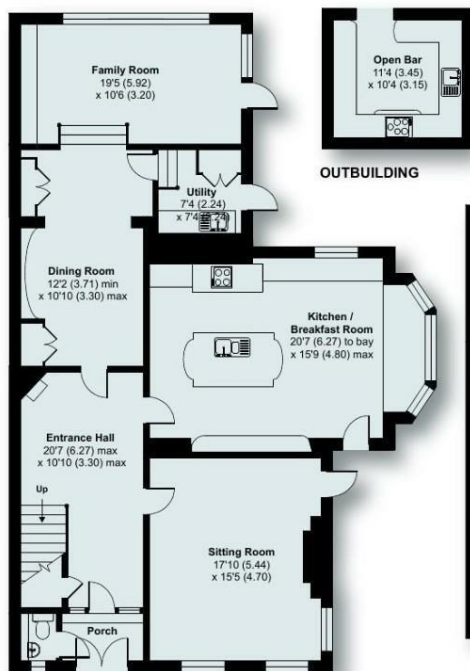 Family Room
19'5 (5.92)
x 10'6 (3.20)
Open Bar
11'4 (3.45)
x 10'4 (3.15)
OUTBUILDING
Utility
7'4 (2.24)
x 7'4 (2.24)
Dining Room
12'2 (3.71) min
x 10'10 (3.30) max
Kitchen /
Breakfast Room
20'7 (6.27) to bay
x 15'9 (4.80) max
Entrance Hall
20'7 (6.27) max
x 10'10 (3.30) max
Up
Sitting Room
17'10 (5.44)
x 15'5 (4.70)
Porch